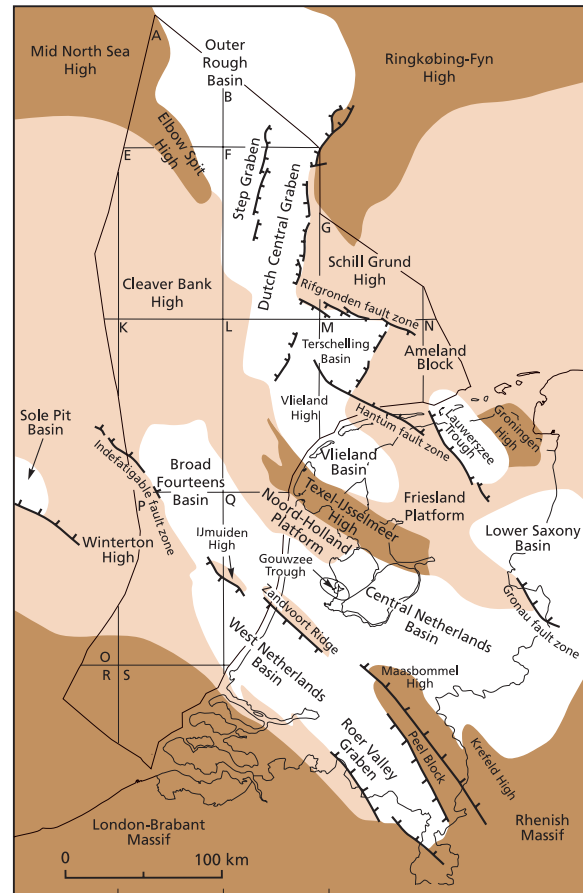 A
Mid North Sea
High
Outer
Rough
Basin
Ringkøbing-Fyn
High
B
Elbow Spit
High
E
F
Step Graben
Dutch Central Graben
G
Schill Grund
High
Cleaver Bank
High
Rifgronden fault zone
K
L
M
N
Terschelling
Basin
Ameland
Block
Vlieland
High
Hantum fault zone
Lauwerszee
Trough
Groningen
High
Sole Pit
Basin
Indefatigable fault zone
Broad
Fourteens
Basin
Vlieland
Basin
Texel-IJsselmeer
High
Friesland
Platform
P
Q
Noord-Holland
Platform
Lower Saxony
Basin
Winterton
High
IJmuiden
High
Gouwzee
Trough
Zandvoort Ridge
Central Netherlands
Basin
Gronau fault zone
West Netherlands
Basin
O
R
S
Maasbommel
High
Roer Valley
Graben
Peel Block
Krefeld High
Rhenish
Massif
London-Brabant
Massif
0
100 km